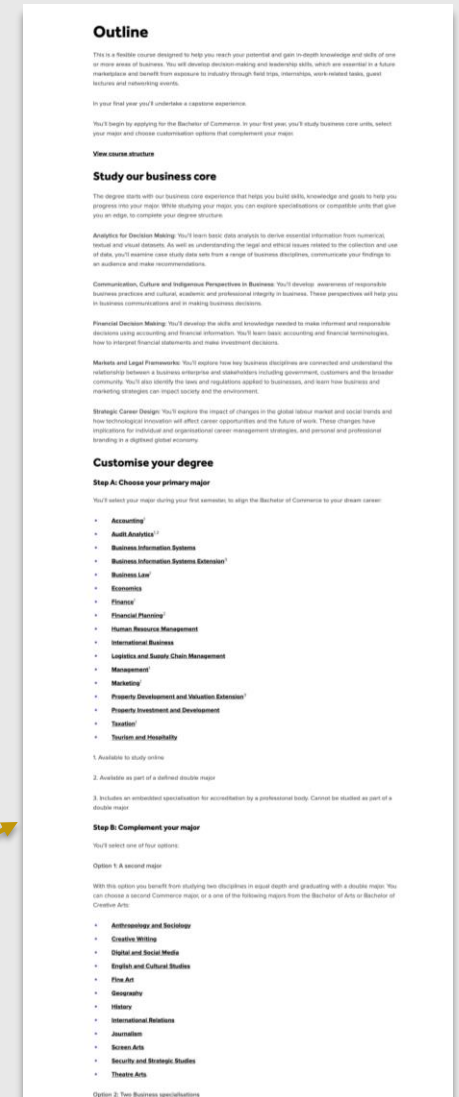 Outline
This is a flexible course designed to help you reach your potential and gain in-depth knowledge and skills of one
or more areas of business. You will develop decision-making and leadership skills, which are essential in a future
marketplace and benefit from exposure to industry through field trips, internships, work-related tasks, guest
lectures and networking events.
In your final year you'll undertake a capstone experience.
You'll begin by applying for the Bachelor of Commerce. In your first year, you'll study business core units, select
your major and choose customisation options that complement your major.
View course structure
Study our business core
The degree starts with our business core experience that helps you build skills, knowledge and goals to help you
progress into your major. While studying your major, you can explore specialisations or compatible units that give
you an edge, to complete your degree structure.
Analytics for Decision Making: You'll learn basic data analysis to derive essential information from numerical,
textual and visual datasets. As well as understanding the legal and ethical issues related to the collection and use
of data, you'll examine case study data sets from a range of business disciplines, communicate your findings to
an audience and make recommendations.
Communication, Culture and Indigenous Perspectives in Business: You'll develop awareness of responsible
business practices and cultural, academic and professional integrity in business. These perspectives will help you
in business communications and in making business decisions.
Financial Decision Making: You'll develop the skills and knowledge needed to make informed and responsible
decisions using accounting and financial information. You'll learn basic accounting and financial terminologies,
how to interpret financial statements and make investment decisions.
Markets and Legal Frameworks: You'll explore how key business disciplines are connected and understand the
relationship between a business enterprise and stakeholders including government, customers and the broader
community. You'll also identify the laws and regulations applied to businesses, and learn how business and
marketing strategies can impact society and the environment.
Strategic Career Design: You'll explore the impact of changes in the global labour market and social trends and
how technological innovation will affect career opportunities and the future of work. These changes have
implications for individual and organisational career management strategies, and personal and professional
branding in a digitised global economy.
Customise your degree
Step A: Choose your primary major
You'll select your major during your first semester, to align the Bachelor of Commerce to your dream career:
• Accounting¹
• Audit Analytics¹,²
• Business Information Systems
• Business Information Systems Extension³
• Business Law¹
• Economics
• Finance¹
• Financial Planning³
• Human Resource Management
• International Business
• Logistics and Supply Chain Management
• Management¹
• Marketing¹
• Property Development and Valuation Extension³
• Property Investment and Development
• Taxation²
• Tourism and Hospitality
1. Available to study online
2. Available as part of a defined double major
3. Includes an embedded specialisation for accreditation by a professional body. Cannot be studied as part of a
double major
Step B: Complement your major
You'll select one of four options:
Option 1: A second major
With this option you benefit from studying two disciplines in equal depth and graduating with a double major. You
can choose a second Commerce major, or a one of the following majors from the Bachelor of Arts or Bachelor of
Creative Arts:
• Anthropology and Sociology
• Creative Writing
• Digital and Social Media
• English and Cultural Studies
• Fine Art
• Geography
• History
• International Relations
• Journalism
• Screen Arts
• Security and Strategic Studies
• Theatre Arts
Option 2: Two Business specialisations